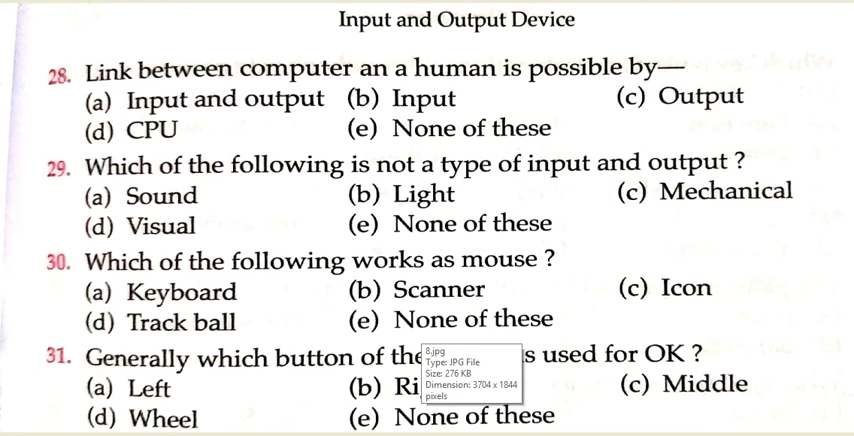 Input and Output Device
28. Link between computer an a human is possible by—
(a) Input and output (b) Input (c) Output
(d) CPU (e) None of these
29. Which of the following is not a type of input and output ?
(a) Sound (b) Light (c) Mechanical
(d) Visual (e) None of these
30. Which of the following works as mouse ?
(a) Keyboard (b) Scanner (c) Icon
(d) Track ball (e) None of these
31. Generally which button of the s used for OK ?
(a) Left (b) Ri (c) Middle
(d) Wheel (e) None of these
8.jpg
Type: JPG File
Size: 276 KB
Dimension: 3704 x 1844
pixels